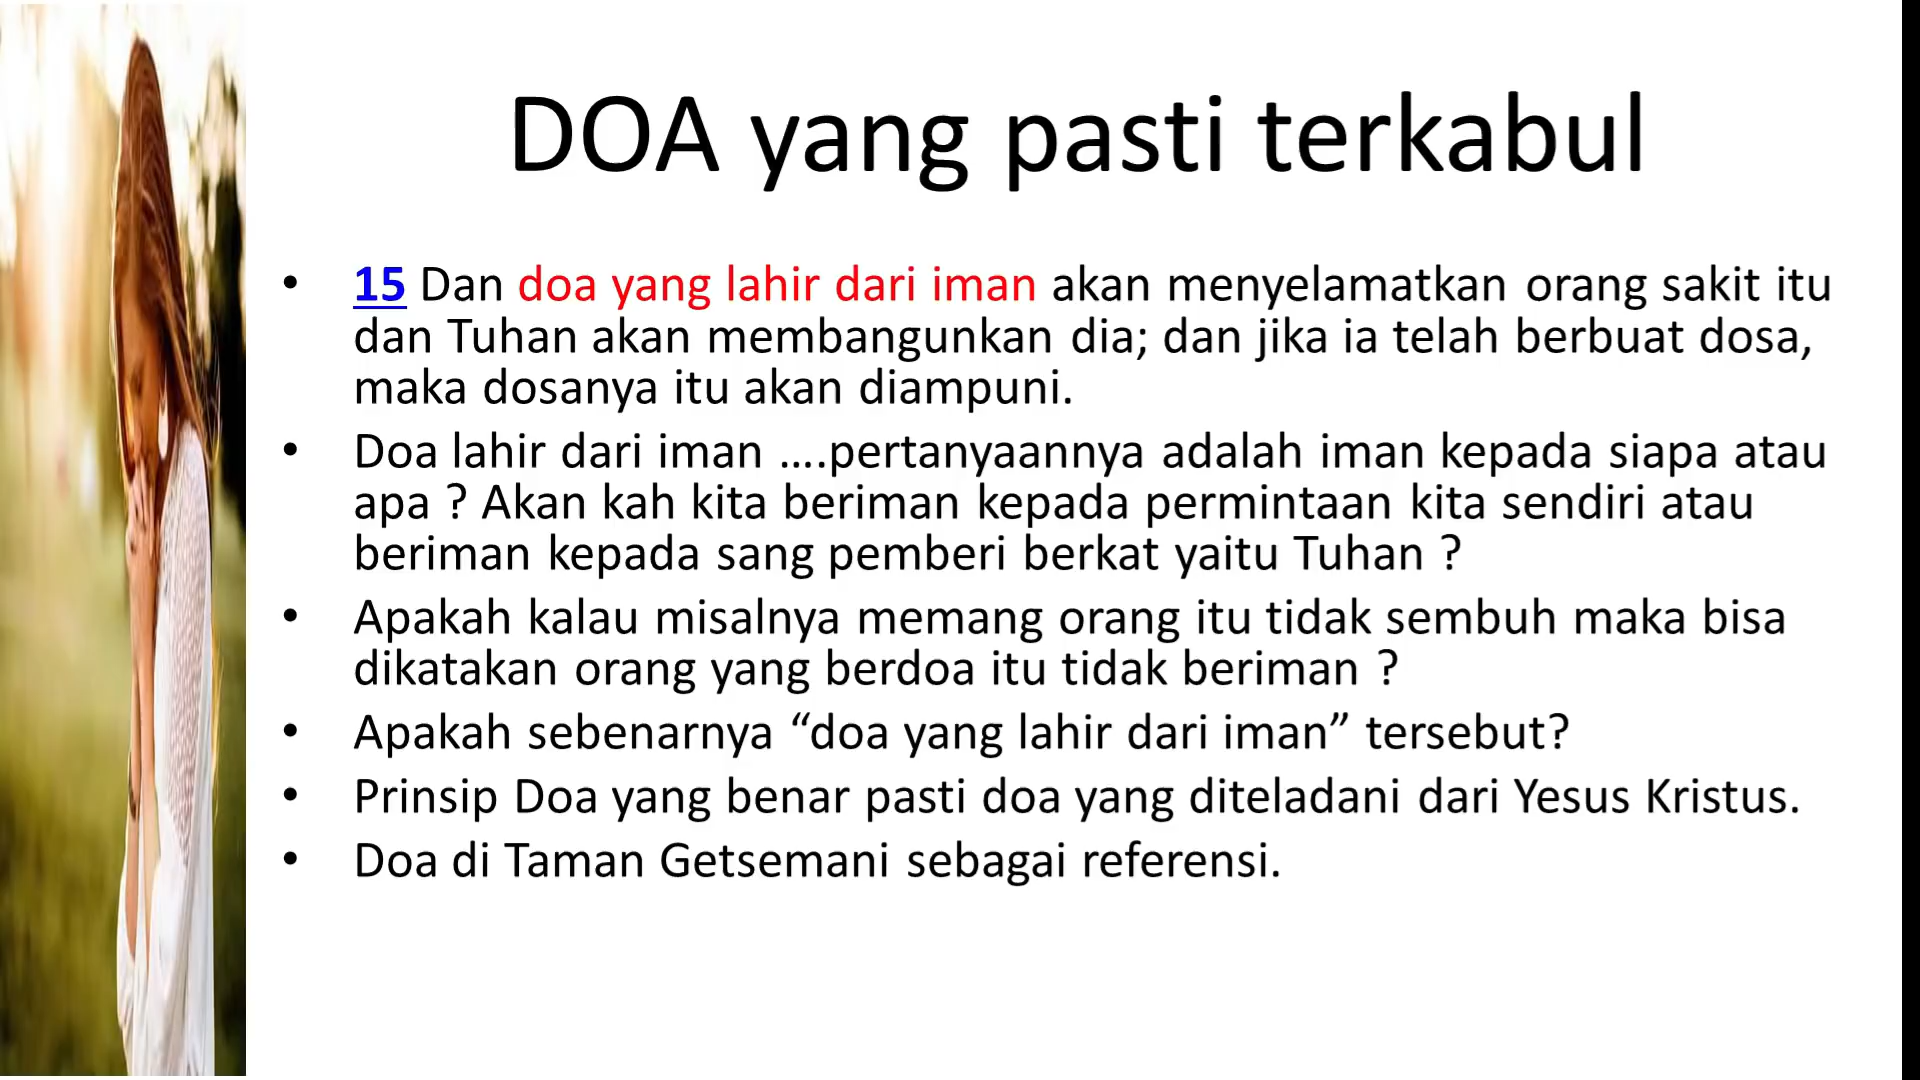 DOA yang pasti terkabul
• 15 Dan doa yang lahir dari iman akan menyelamatkan orang sakit itu
dan Tuhan akan membangunkan dia; dan jika ia telah berbuat dosa,
maka dosanya itu akan diampuni.
• Doa lahir dari iman ....pertanyaannya adalah iman kepada siapa atau
apa ? Akan kah kita beriman kepada permintaan kita sendiri atau
beriman kepada sang pemberi berkat yaitu Tuhan ?
• Apakah kalau misalnya memang orang itu tidak sembuh maka bisa
dikatakan orang yang berdoa itu tidak beriman ?
• Apakah sebenarnya “doa yang lahir dari iman” tersebut?
• Prinsip Doa yang benar pasti doa yang diteladani dari Yesus Kristus.
• Doa di Taman Getsemani sebagai referensi.